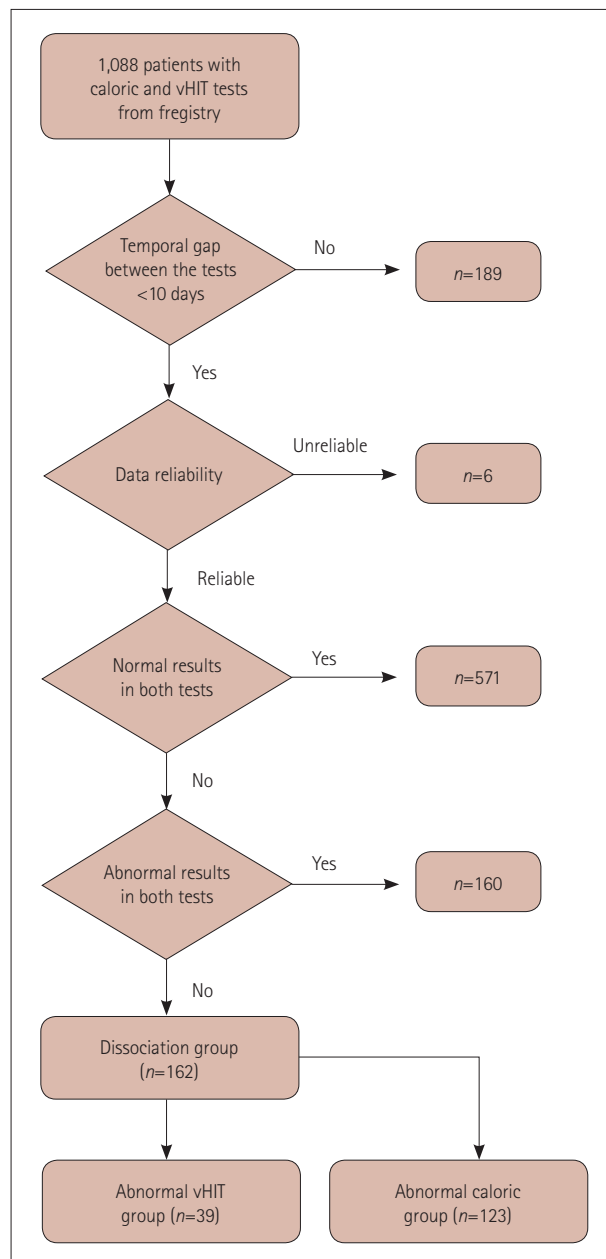 1,088 patients with
caloric and vHIT tests
from fregistry
Temporal gap
between the tests
<10 days
No
n=189
Yes
Data reliability
Unreliable
n=6
Reliable
Normal results
in both tests
Yes
n=571
No
Abnormal results
in both tests
Yes
n=160
No
Dissociation group
(n=162)
Abnormal vHIT
group (n=39)
Abnormal caloric
group (n=123)